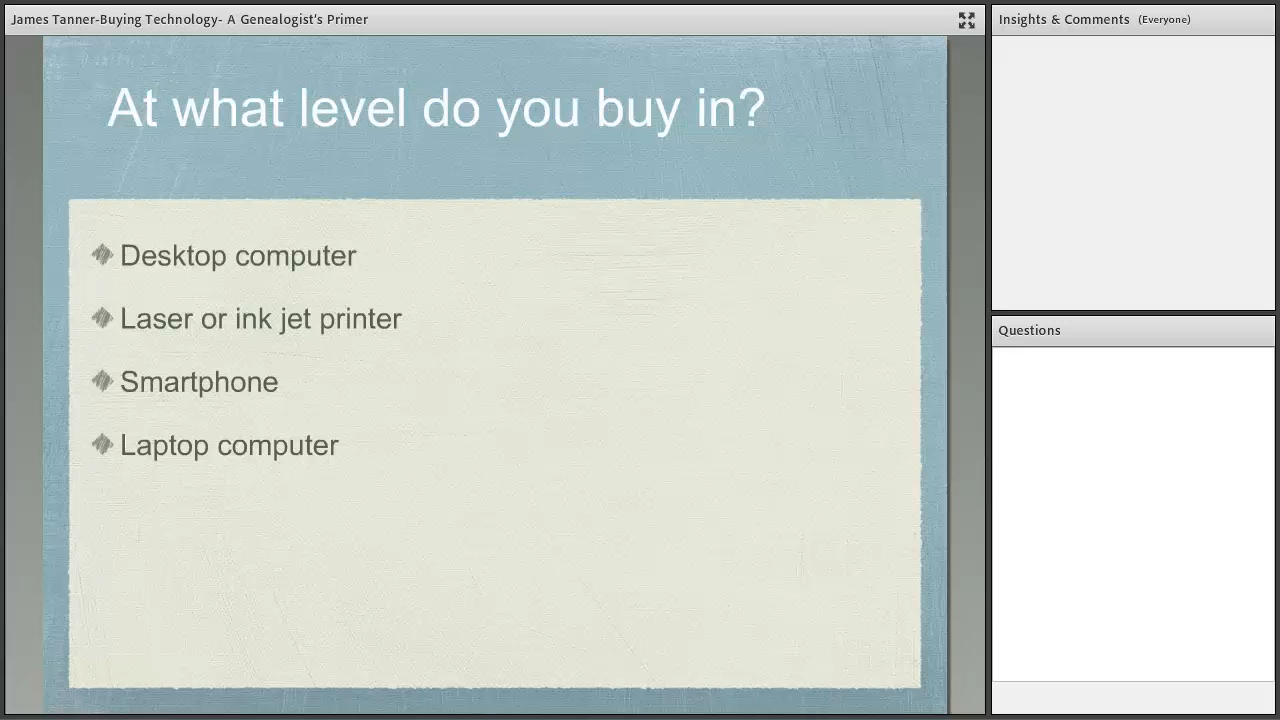 James Tanner-Buying Technology- A Genealogist's Primer
At what level do you buy in?
Desktop computer
Laser or ink jet printer
Smartphone
Laptop computer
Insights & Comments (Everyone)
Questions